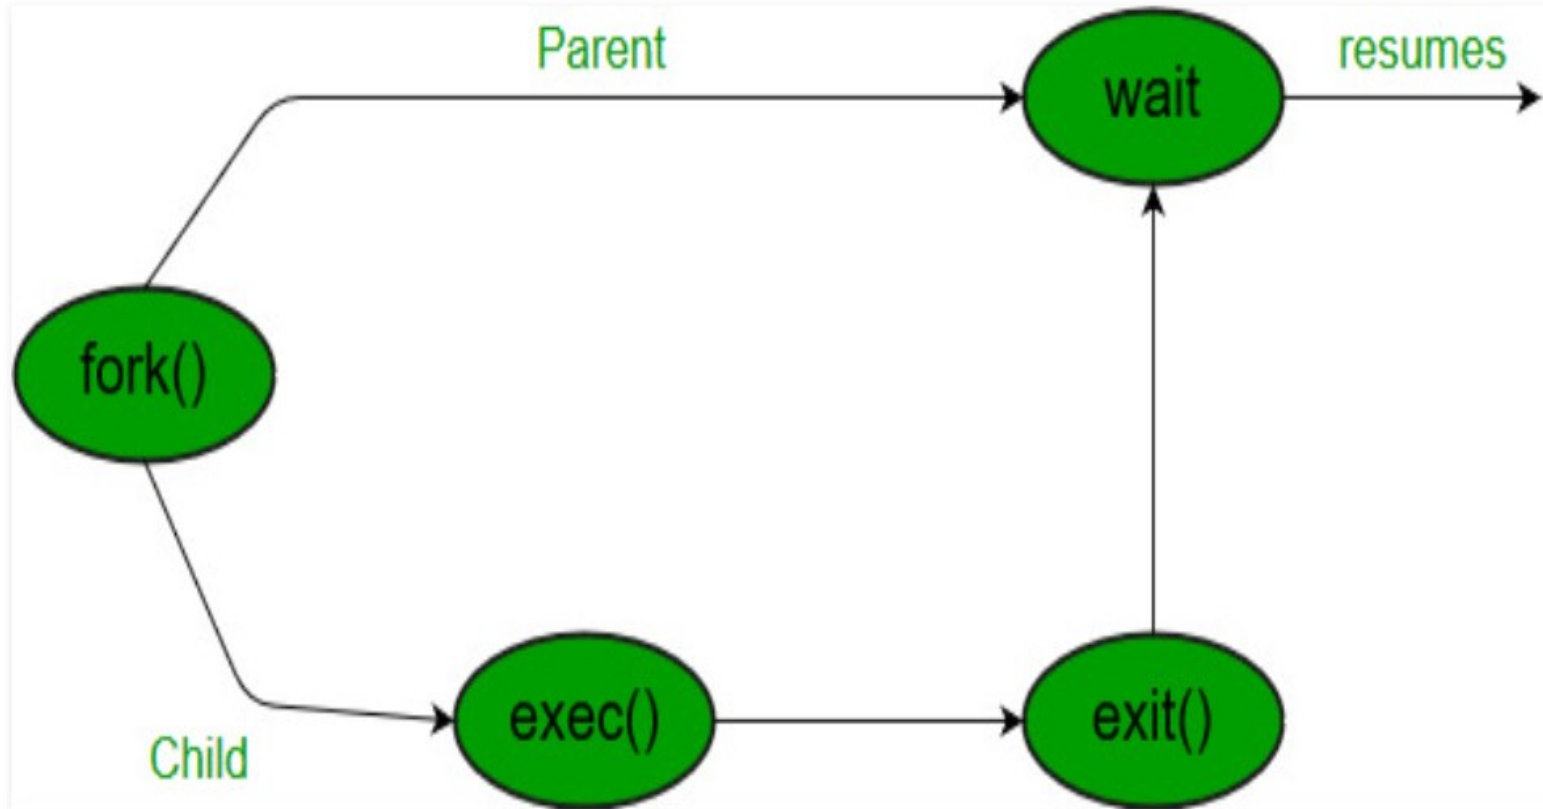 Parent
wait
resumes
fork()
Child
exec()
exit()